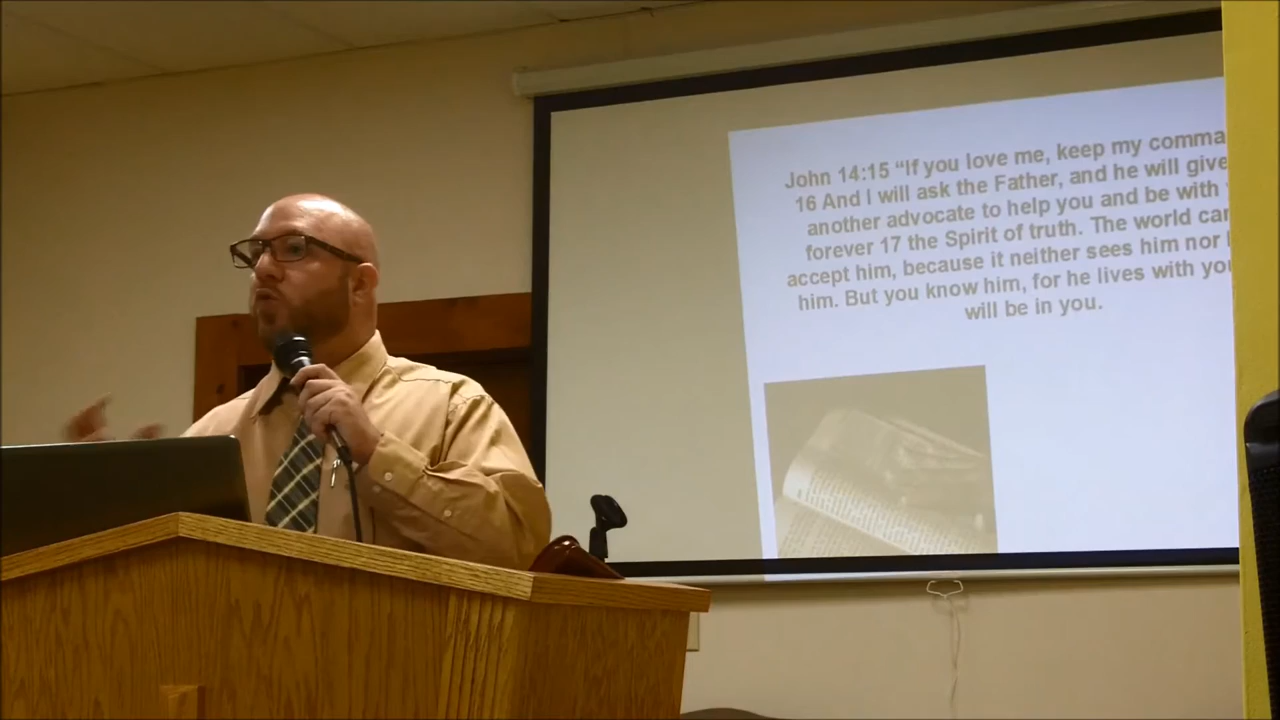 John 14:15 “If you love me, keep my comma
16 And I will ask the Father, and he will give
another advocate to help you and be with
forever 17 the Spirit of truth. The world can
accept him, because it neither sees him nor
him. But you know him, for he lives with you
will be in you.